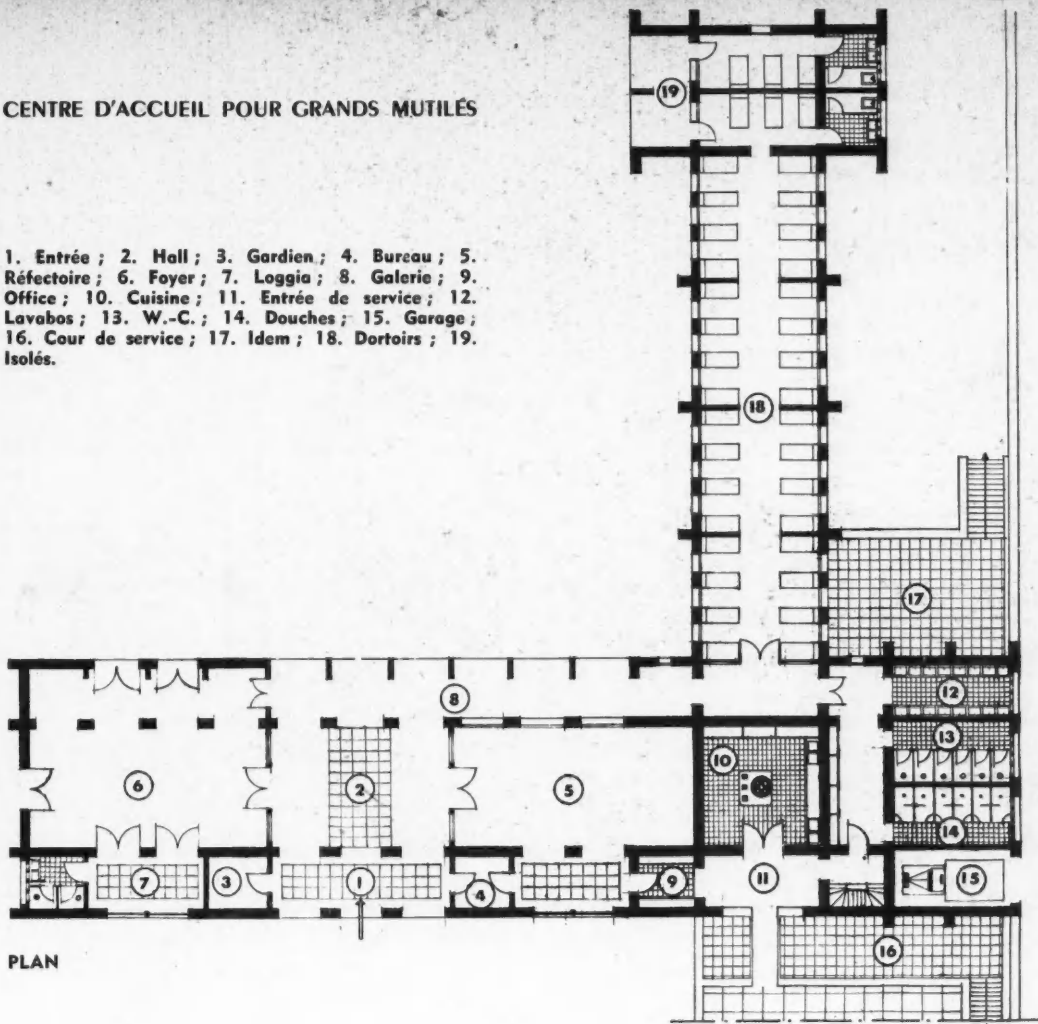 CENTRE D'ACCUEIL POUR GRANDS MUTILÉS
1. Entrée ; 2. Hall ; 3. Gardien ; 4. Bureau ; 5.
Réfectoire ; 6. Foyer ; 7. Loggia ; 8. Galerie ; 9.
Office ; 10. Cuisine ; 11. Entrée de service ; 12.
Lavabos ; 13. W.-C. ; 14. Douches ; 15. Garage ;
16. Cour de service ; 17. Idem ; 18. Dortoirs ; 19.
Isolés.
19
18
17
8
12
13
6
2
5
10
14
7
3
1
4
9
11
15
16
PLAN